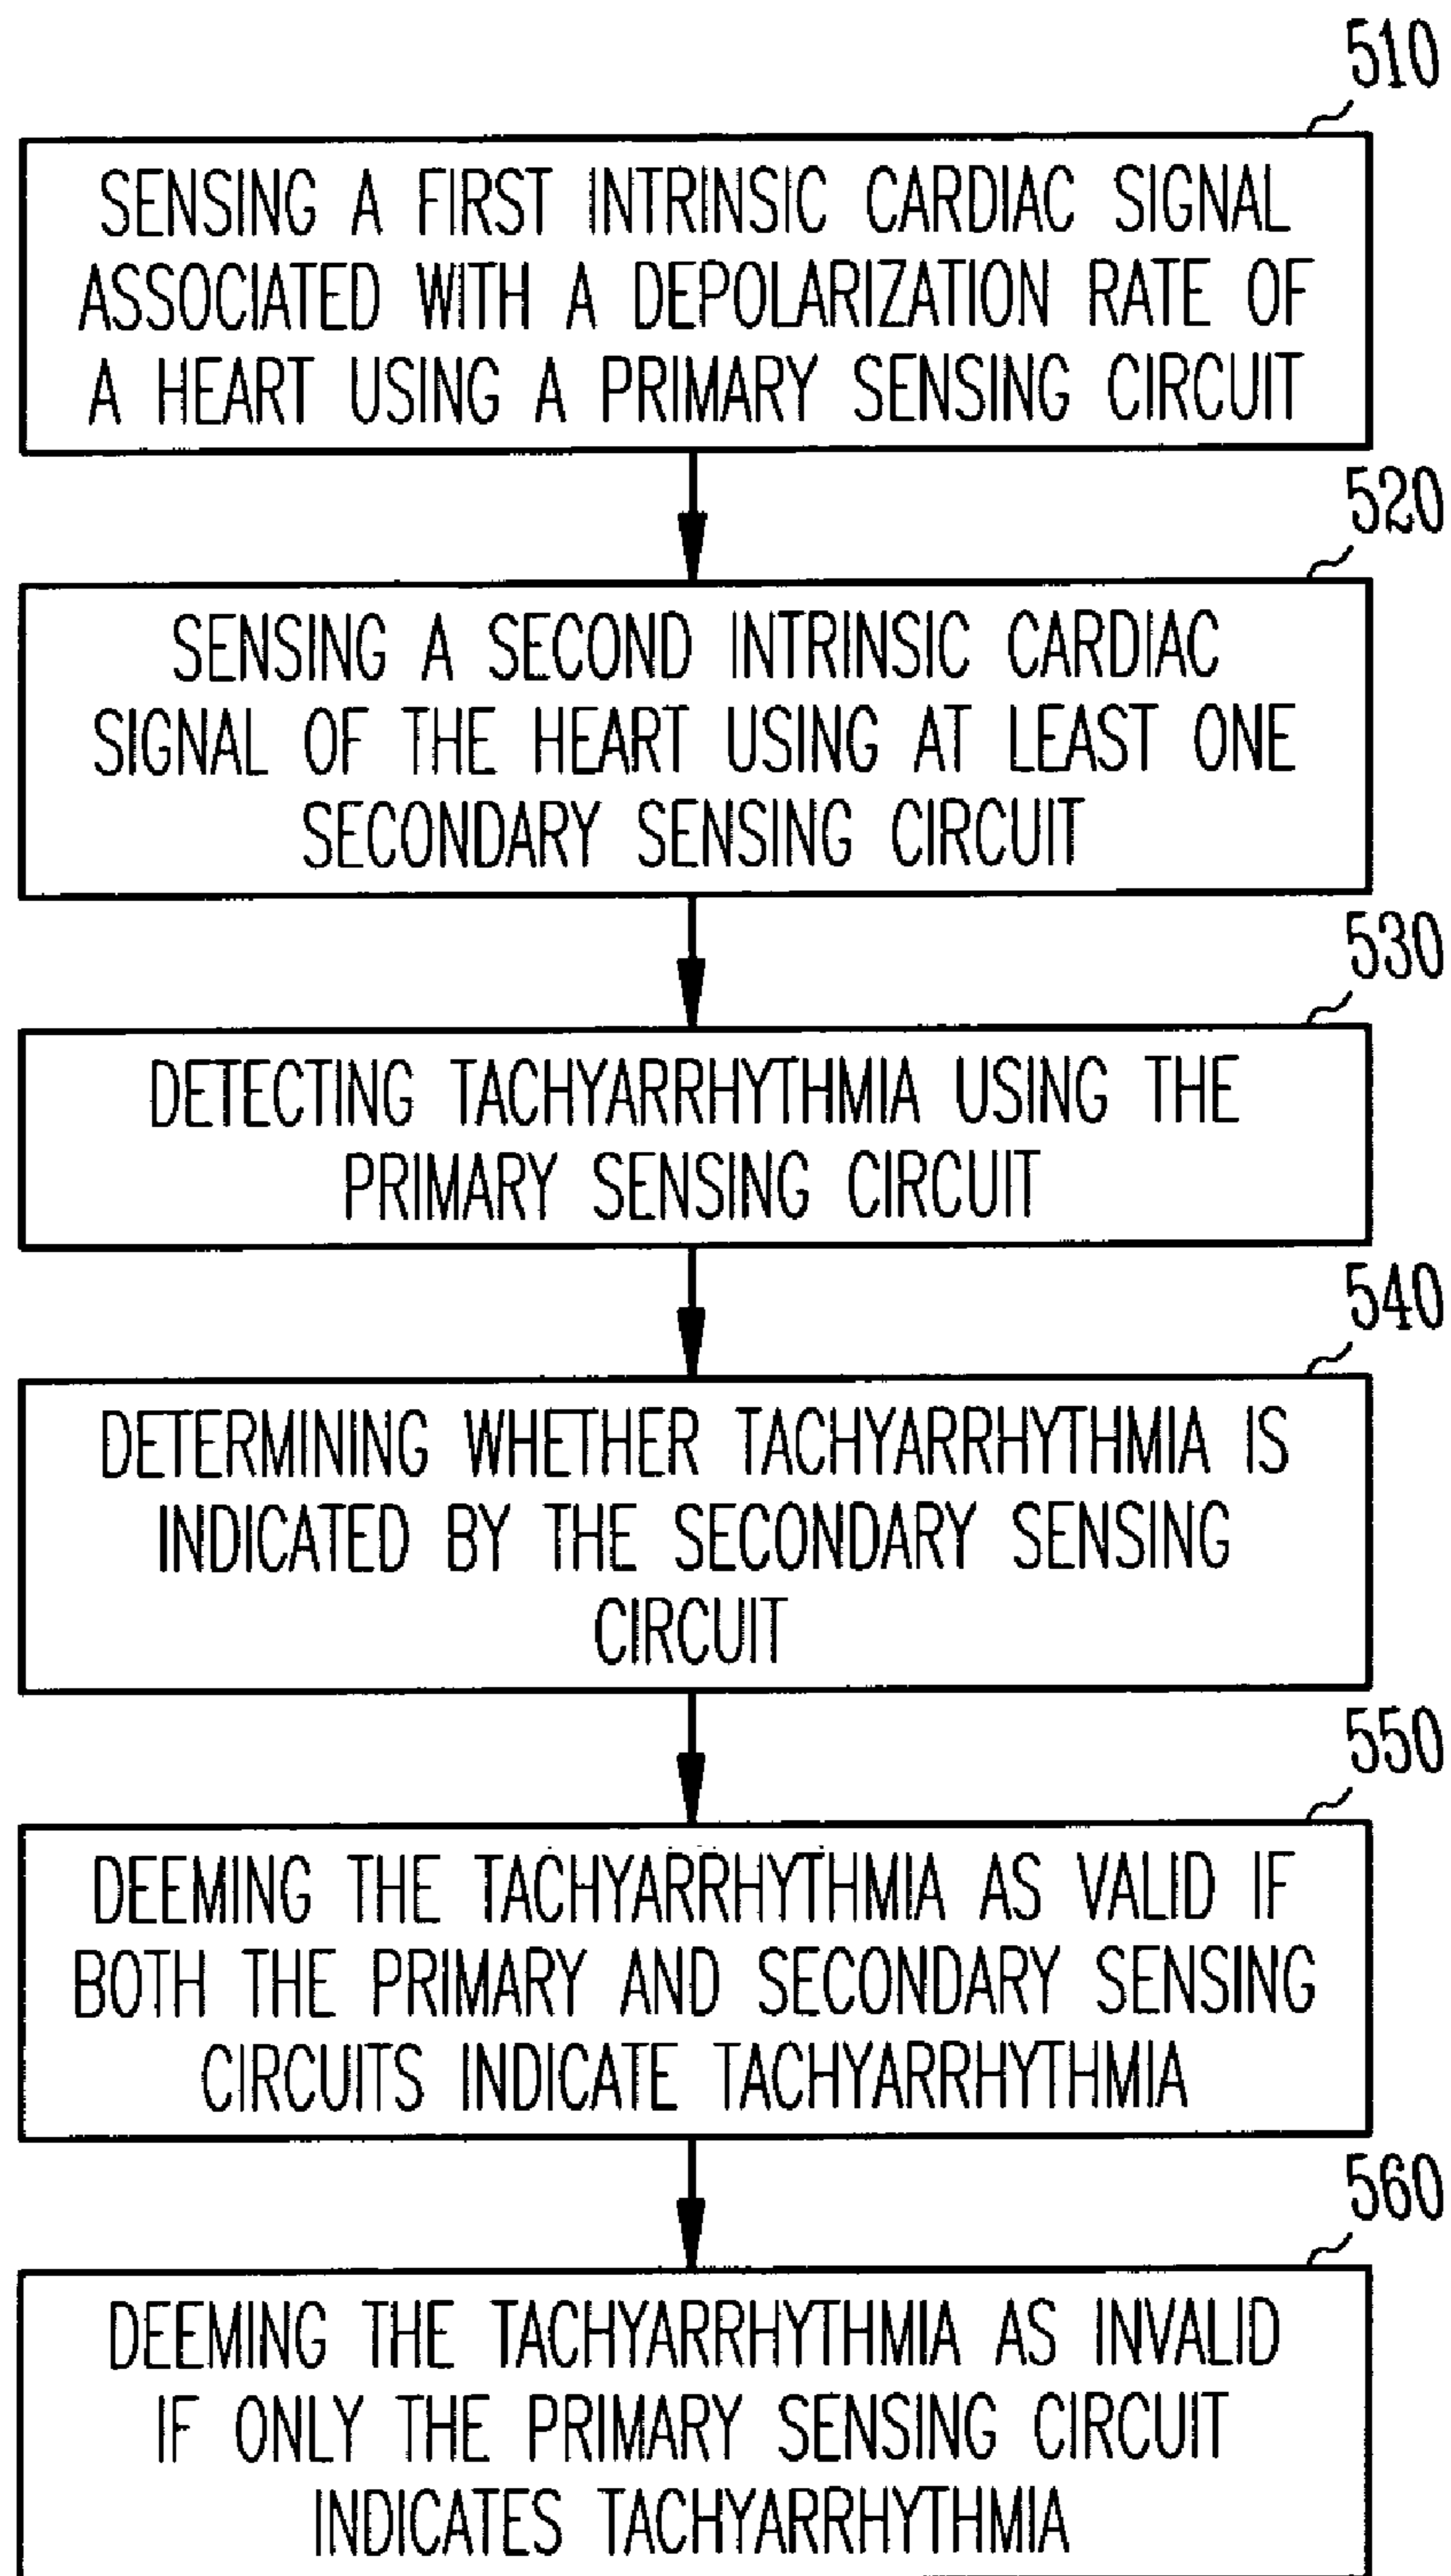 510
SENSING A FIRST INTRINSIC CARDIAC SIGNAL
ASSOCIATED WITH A DEPOLARIZATION RATE OF
A HEART USING A PRIMARY SENSING CIRCUIT
520
SENSING A SECOND INTRINSIC CARDIAC
SIGNAL OF THE HEART USING AT LEAST ONE
SECONDARY SENSING CIRCUIT
530
DETECTING TACHYARRHYTHMIA USING THE
PRIMARY SENSING CIRCUIT
540
DETERMINING WHETHER TACHYARRHYTHMIA IS
INDICATED BY THE SECONDARY SENSING
CIRCUIT
550
DEEMING THE TACHYARRHYTHMIA AS VALID IF
BOTH THE PRIMARY AND SECONDARY SENSING
CIRCUITS INDICATE TACHYARRHYTHMIA
560
DEEMING THE TACHYARRHYTHMIA AS INVALID
IF ONLY THE PRIMARY SENSING CIRCUIT
INDICATES TACHYARRHYTHMIA